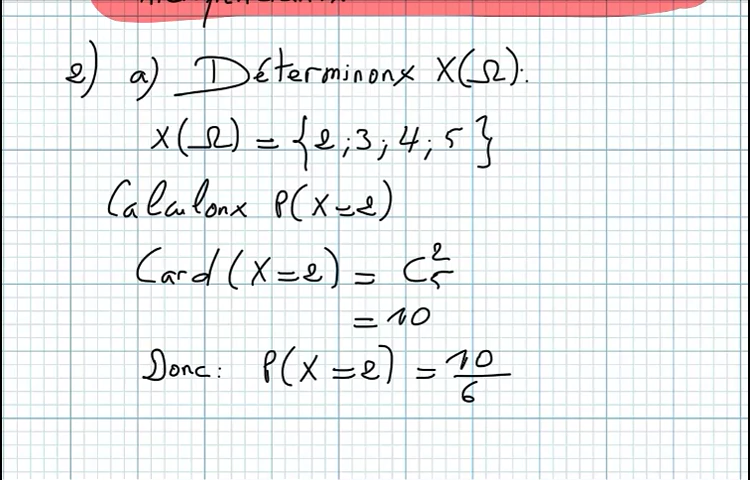 2) a) Déterminons X(Ω):
X(Ω) = {2;3;4;5}
Calculons P(X=2)
Card(X=2) = C₅²
= 10
Donc: P(X=2) = 10/6